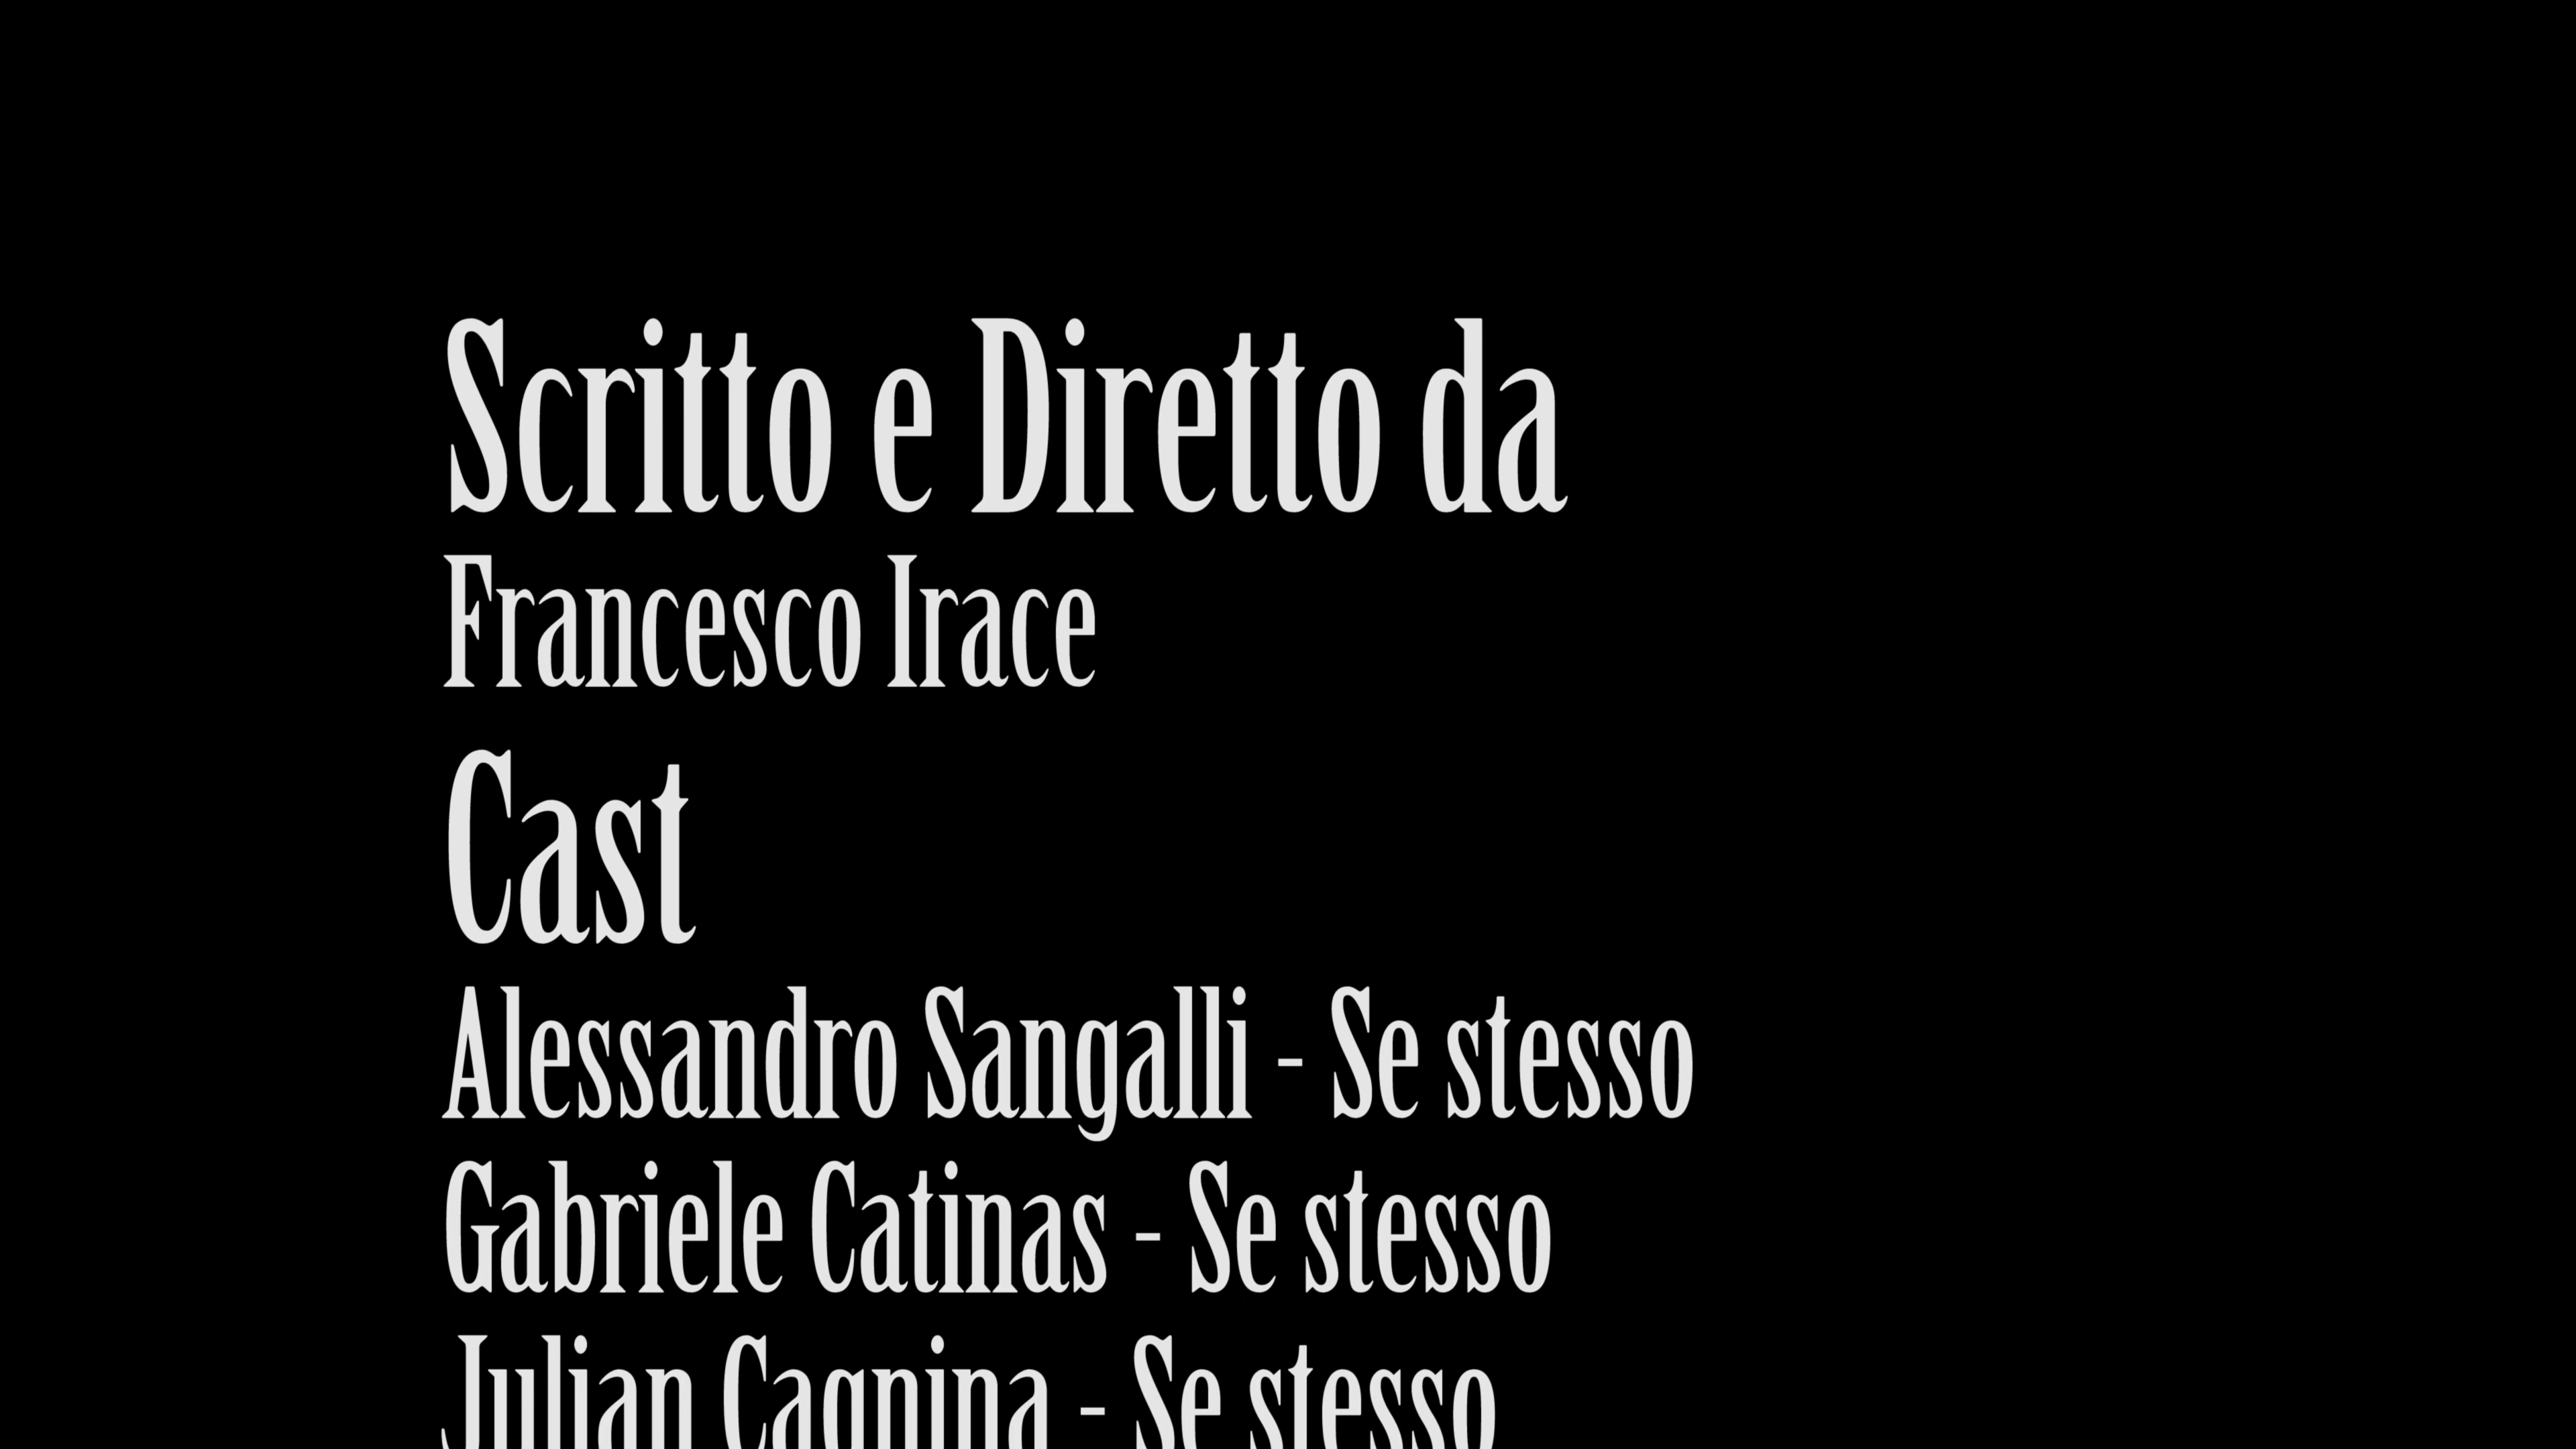 Scritto e Diretto da
Francesco Irace
Cast
Alessandro Sangalli - Se stesso
Gabriele Catinas - Se stesso
Julian Cagnina - Se stesso